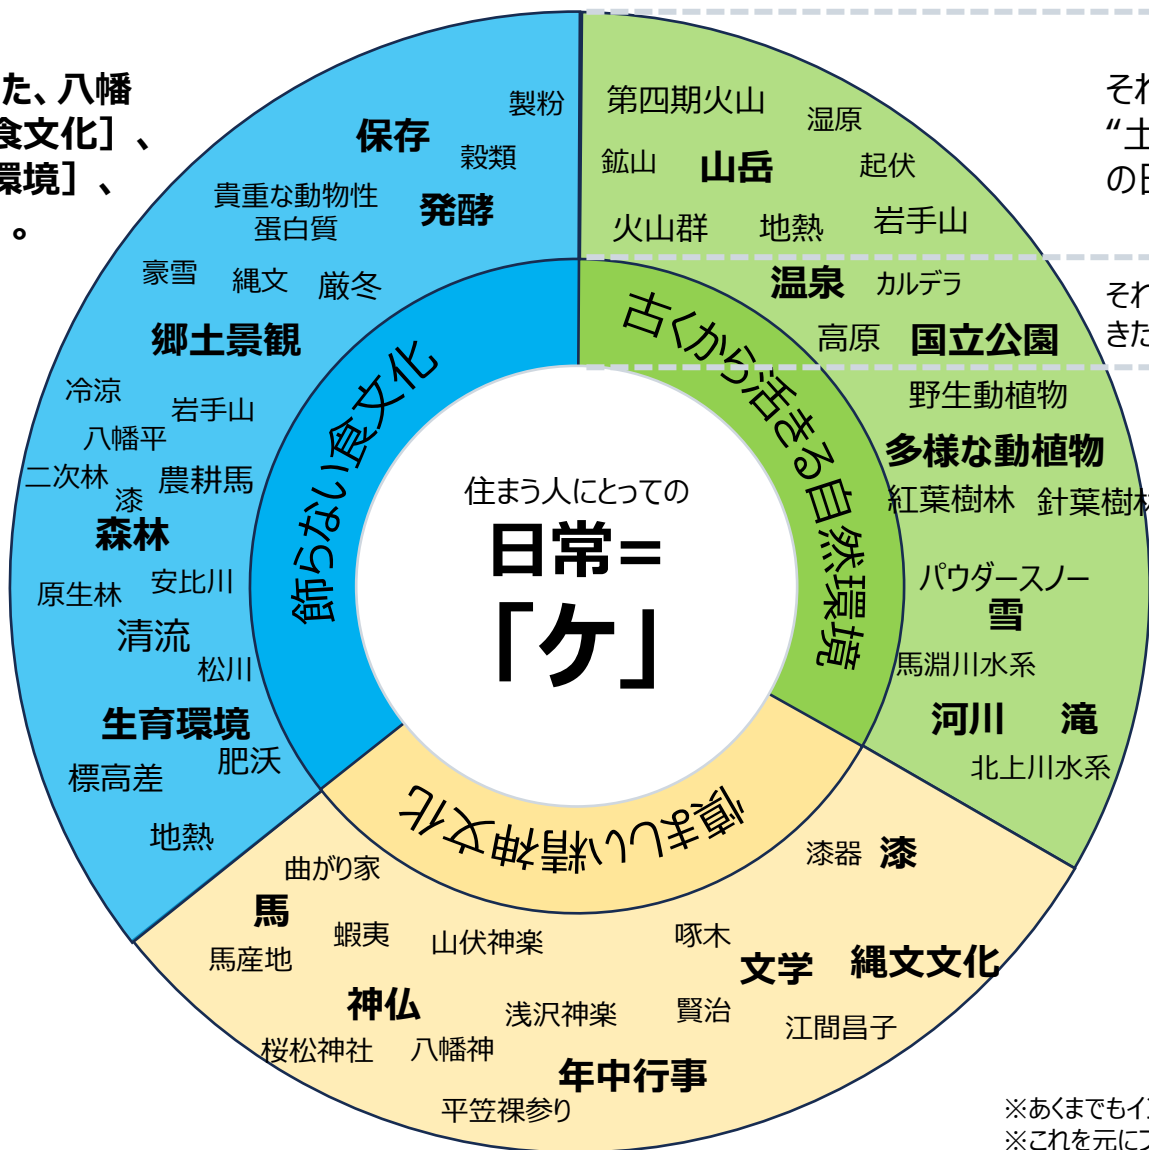 た、八幡
食文化］、
環境］、
。
それ
“土
の日
それ
きた
製粉
保存
穀類
貴重な動物性
蛋白質
発酵
豪雪
縄文
厳冬
郷土景観
冷涼
岩手山
八幡平
二次林
漆
農耕馬
森林
原生林
安比川
清流
松川
生育環境
標高差
肥沃
地熱
飾らない食文化
第四期火山
湿原
鉱山
山岳
起伏
火山群
地熱
岩手山
温泉
カルデラ
高原
国立公園
野生動植物
多様な動植物
紅葉樹林
針葉樹林
パウダースノー
雪
馬淵川水系
河川
滝
北上川水系
古くから活きる自然環境
住まう人にとっての
日常＝
「ケ」
慎ましい精神文化
漆器
漆
曲がり家
馬
馬産地
蝦夷
山伏神楽
啄木
文学
縄文文化
神仏
浅沢神楽
賢治
江間昌子
桜松神社
八幡神
年中行事
平笠裸参り
※あくまでもイ
※これを元に